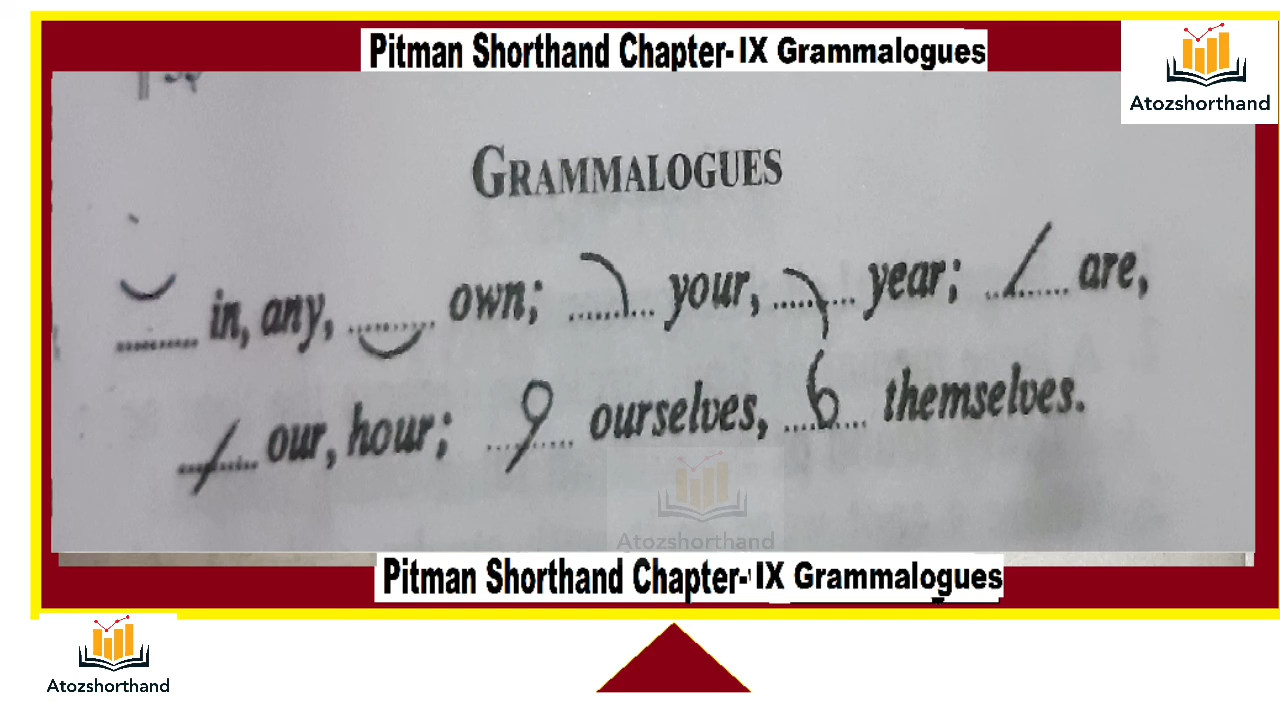 Pitman Shorthand Chapter- IX Grammalogues
Atozshorthand
GRAMMALOGUES
in, any, own; your, year; are,
our, hour; ourselves, themselves.
Atozshorthand
Pitman Shorthand Chapter- IX Grammalogues
Atozshorthand